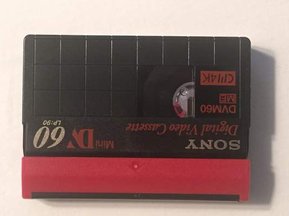 SONY
Digital Video Cassette
Mini DV 60
LP:90
DVM60
ME